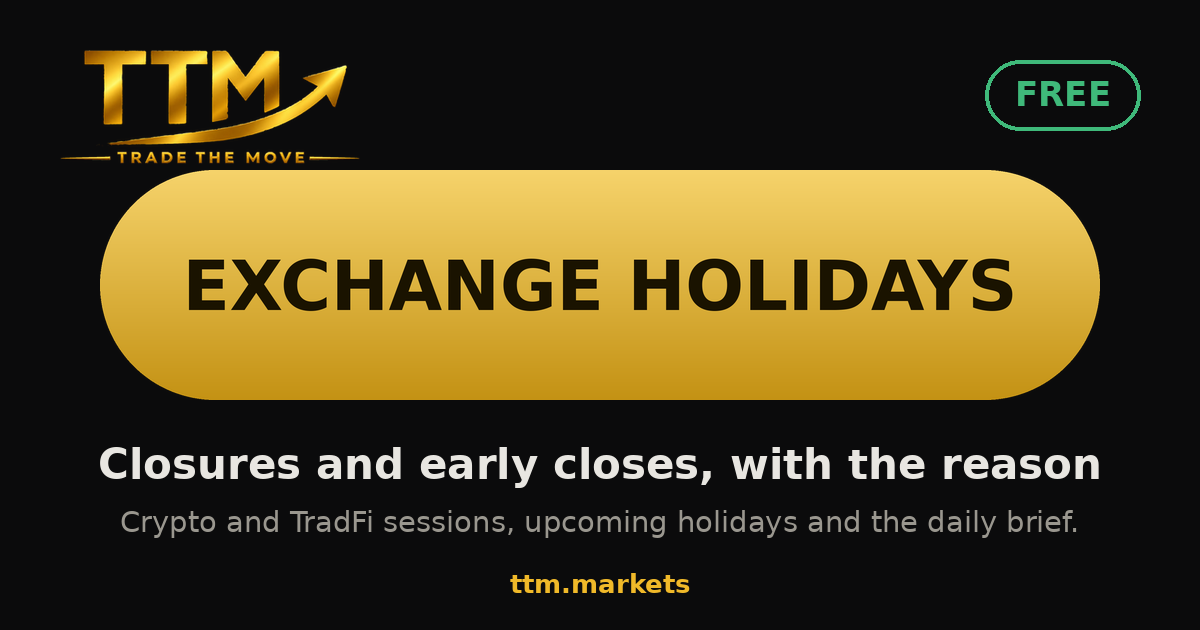 TTM
TRADE THE MOVE
FREE
EXCHANGE HOLIDAYS
Closures and early closes, with the reason
Crypto and TradFi sessions, upcoming holidays and the daily brief.
ttm.markets